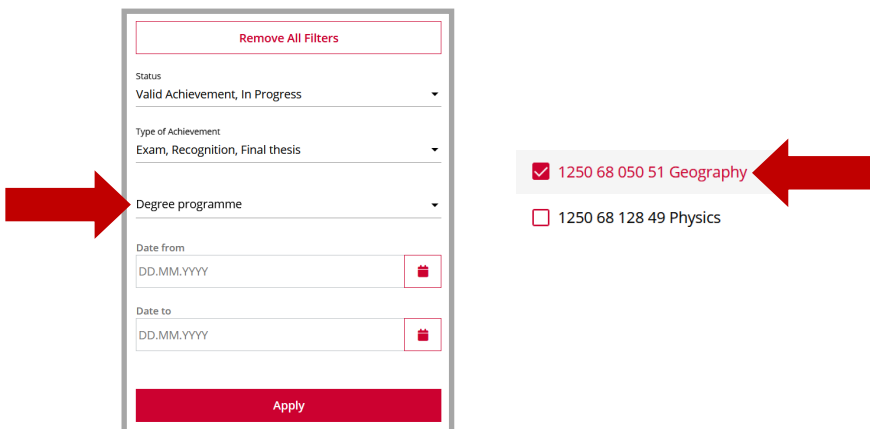 Remove All Filters
Status
Valid Achievement, In Progress
Type of Achievement
Exam, Recognition, Final thesis
Degree programme
Date from
DD.MM.YYYY
Date to
DD.MM.YYYY
Apply
1250 68 050 51 Geography
1250 68 128 49 Physics